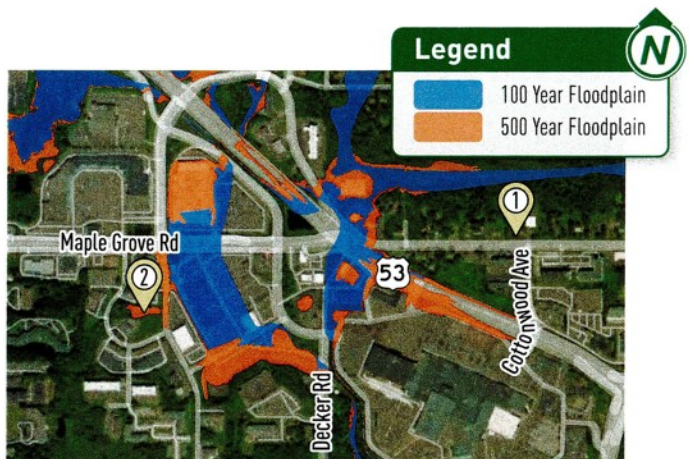 Legend
N
100 Year Floodplain
500 Year Floodplain
1
Maple Grove Rd
2
53
Cottonwood Ave
Decker Rd